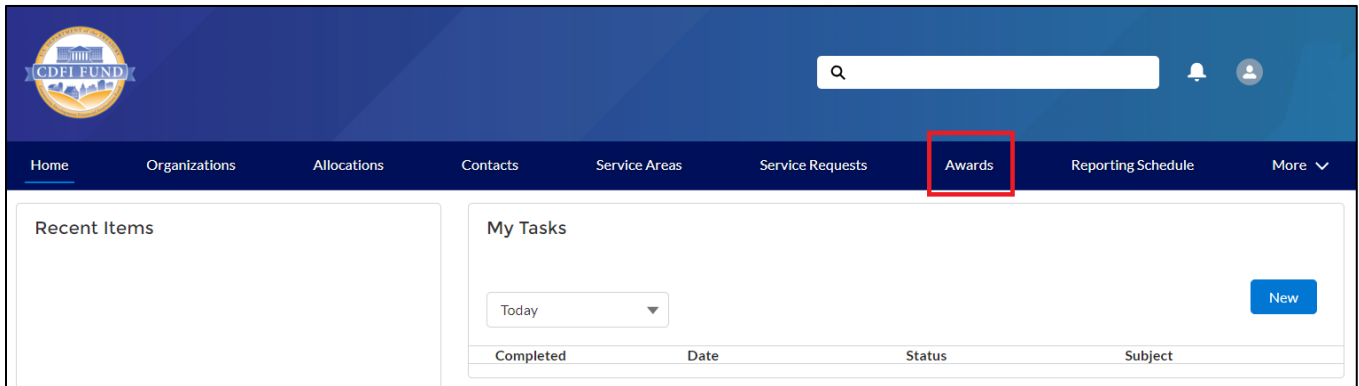 CDFI FUND
Home Organizations Allocations Contacts Service Areas Service Requests Awards Reporting Schedule More
Recent Items
My Tasks
Today
New
Completed Date Status Subject